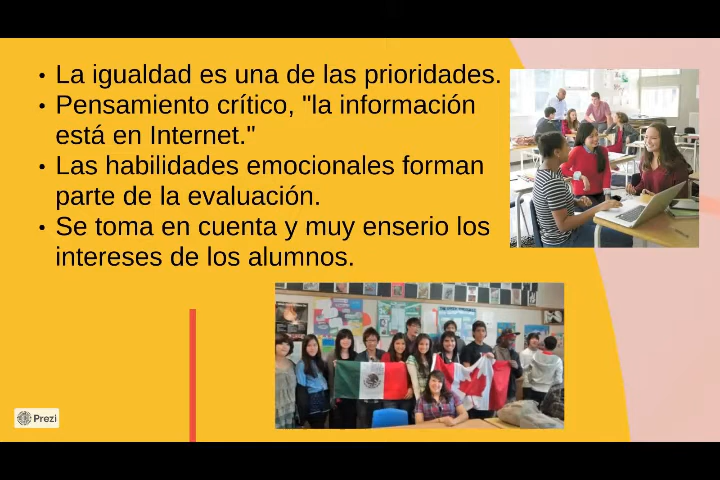 • La igualdad es una de las prioridades.
• Pensamiento crítico, "la información
está en Internet."
• Las habilidades emocionales forman
parte de la evaluación.
• Se toma en cuenta y muy enserio los
intereses de los alumnos.
Prezi